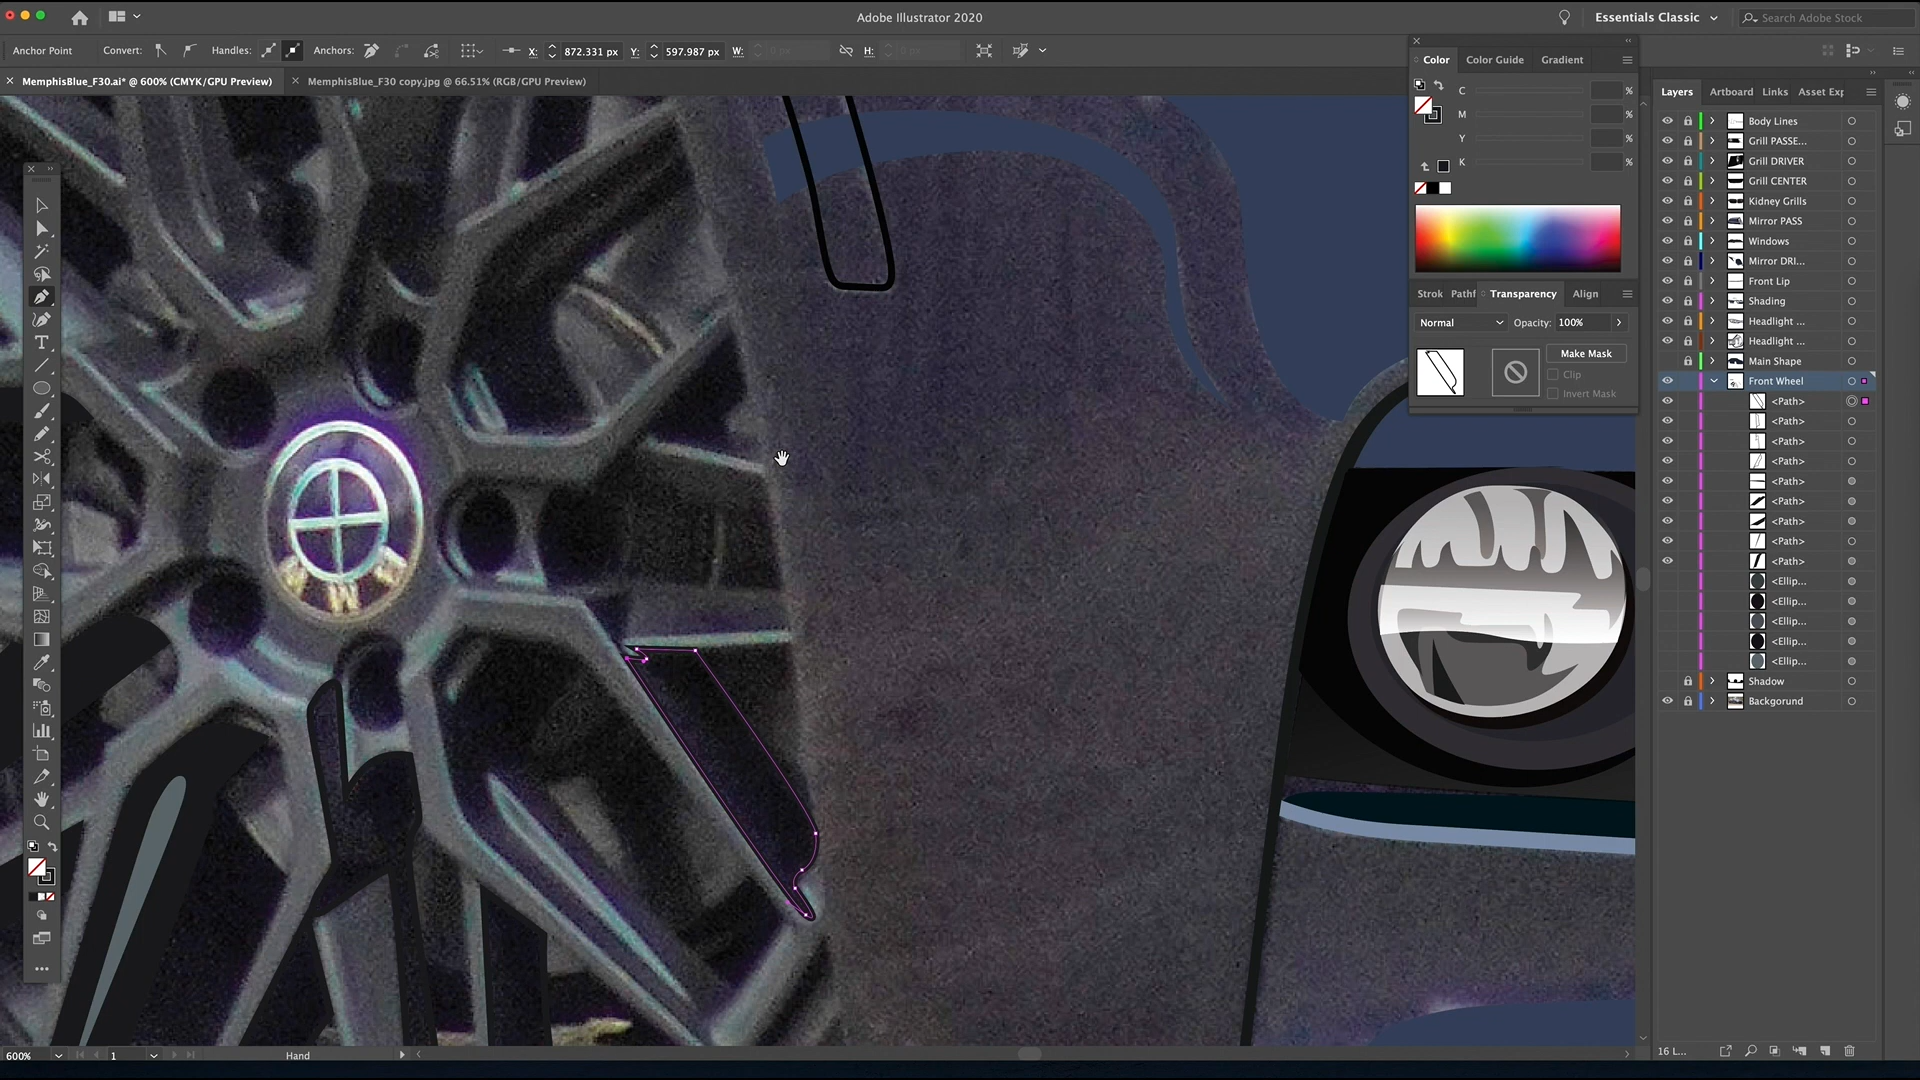 Adobe Illustrator 2020
Essentials Classic
Search Adobe Stock
Anchor Point
Convert:
Handles:
Anchors:
X: 872.331 px
Y: 597.987 px
W: 0 px
H: 0 px
MemphisBlue_F30.ai* @ 600% (CMYK/GPU Preview)
MemphisBlue_F30 copy.jpg @ 66.51% (RGB/GPU Preview)
Color
Color Guide
Gradient
C %
M %
Y %
K %
Strok
Pathf
Transparency
Align
Normal
Opacity: 100%
Make Mask
Clip
Invert Mask
Layers
Artboard
Links
Asset Exp
Body Lines
Grill PASSE...
Grill DRIVER
Grill CENTER
Kidney Grills
Mirror PASS
Windows
Mirror DRI...
Front Lip
Shading
Headlight ...
Headlight ...
Main Shape
Front Wheel
<Path>
<Path>
<Path>
<Path>
<Path>
<Path>
<Path>
<Path>
<Path>
<Ellip...
<Ellip...
<Ellip...
<Ellip...
<Ellip...
Shadow
Backgorund
16 L...
600%
1
Hand